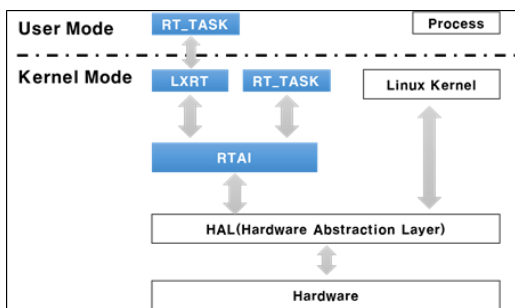 User Mode
RT_TASK
Process
Kernel Mode
LXRT
RT_TASK
Linux Kernel
RTAI
HAL(Hardware Abstraction Layer)
Hardware